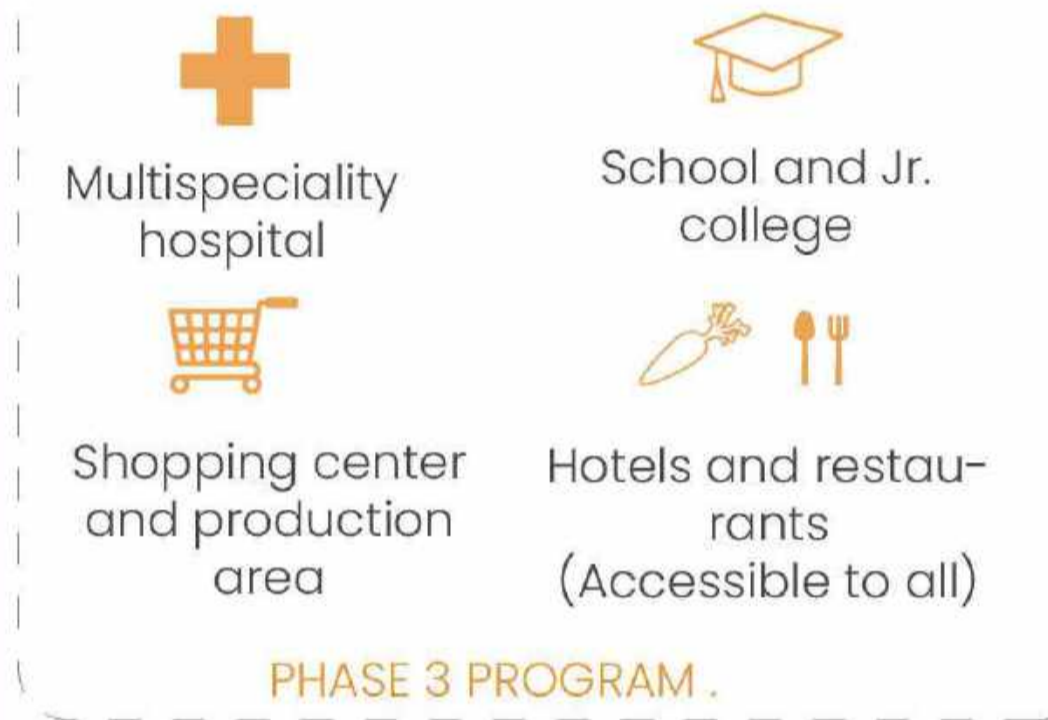 Multispeciality
hospital
School and Jr.
college
Shopping center
and production
area
Hotels and restau-
rants
(Accessible to all)
PHASE 3 PROGRAM .